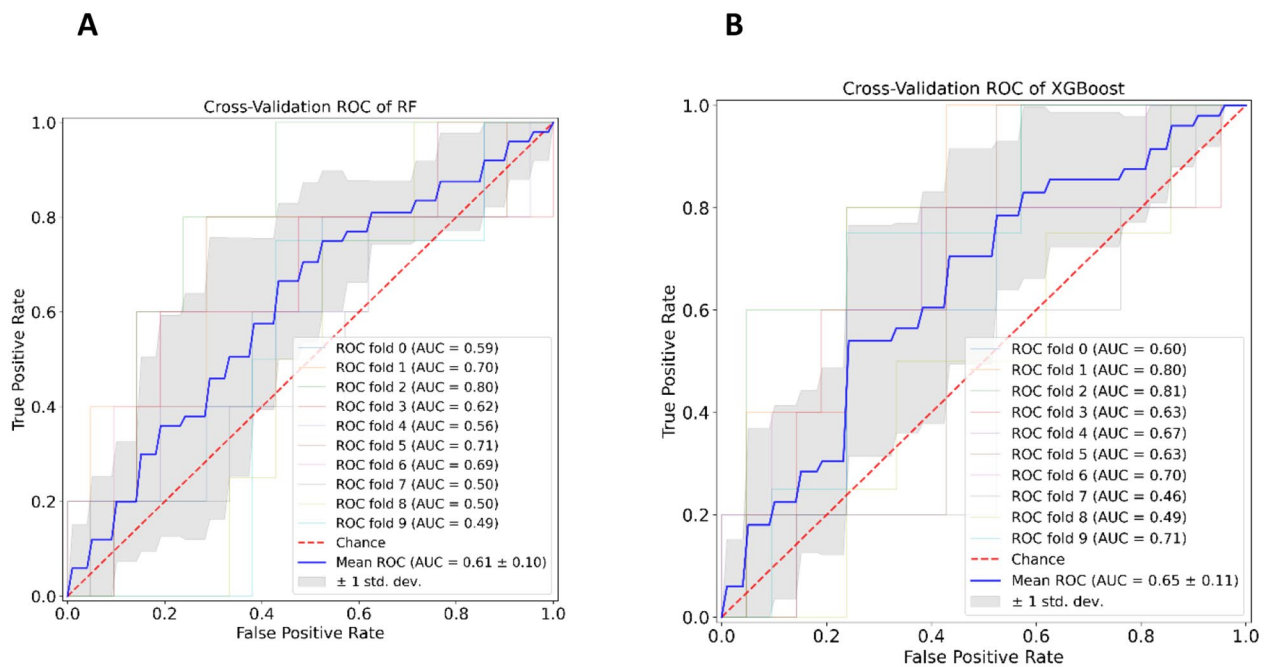 A
Cross-Validation ROC of RF
True Positive Rate
1.0
0.8
0.6
0.4
0.2
0.0
ROC fold 0 (AUC = 0.59)
ROC fold 1 (AUC = 0.70)
ROC fold 2 (AUC = 0.80)
ROC fold 3 (AUC = 0.62)
ROC fold 4 (AUC = 0.56)
ROC fold 5 (AUC = 0.71)
ROC fold 6 (AUC = 0.69)
ROC fold 7 (AUC = 0.50)
ROC fold 8 (AUC = 0.50)
ROC fold 9 (AUC = 0.49)
Chance
Mean ROC (AUC = 0.61 ± 0.10)
± 1 std. dev.
0.0 0.2 0.4 0.6 0.8 1.0
False Positive Rate
B
Cross-Validation ROC of XGBoost
True Positive Rate
1.0
0.8
0.6
0.4
0.2
0.0
ROC fold 0 (AUC = 0.60)
ROC fold 1 (AUC = 0.80)
ROC fold 2 (AUC = 0.81)
ROC fold 3 (AUC = 0.63)
ROC fold 4 (AUC = 0.67)
ROC fold 5 (AUC = 0.63)
ROC fold 6 (AUC = 0.70)
ROC fold 7 (AUC = 0.46)
ROC fold 8 (AUC = 0.49)
ROC fold 9 (AUC = 0.71)
Chance
Mean ROC (AUC = 0.65 ± 0.11)
± 1 std. dev.
0.0 0.2 0.4 0.6 0.8 1.0
False Positive Rate